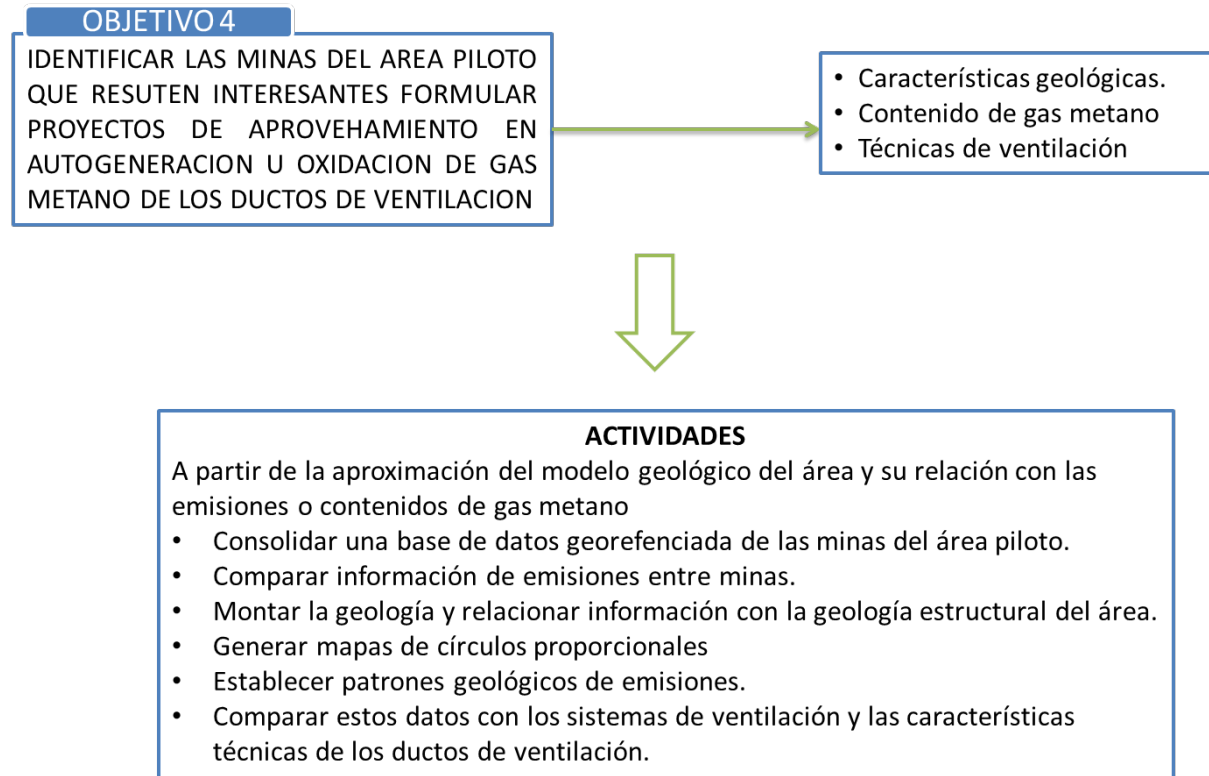 OBJETIVO 4
IDENTIFICAR LAS MINAS DEL AREA PILOTO
QUE RESUTEN INTERESANTES FORMULAR
PROYECTOS DE APROVEHAMIENTO EN
AUTOGENERACION U OXIDACION DE GAS
METANO DE LOS DUCTOS DE VENTILACION
• Características geológicas.
• Contenido de gas metano
• Técnicas de ventilación
ACTIVIDADES
A partir de la aproximación del modelo geológico del área y su relación con las
emisiones o contenidos de gas metano
• Consolidar una base de datos georefenciada de las minas del área piloto.
• Comparar información de emisiones entre minas.
• Montar la geología y relacionar información con la geología estructural del área.
• Generar mapas de círculos proporcionales
• Establecer patrones geológicos de emisiones.
• Comparar estos datos con los sistemas de ventilación y las características
técnicas de los ductos de ventilación.